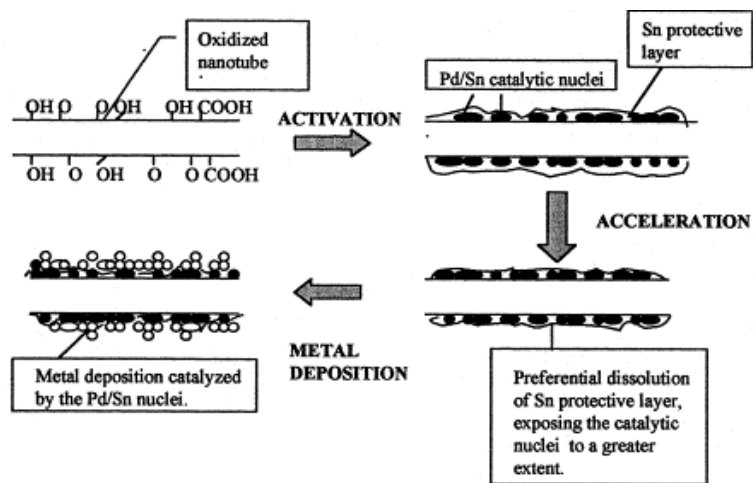 Oxidized
nanotube
OH O O OH OH COOH
OH O OH O O COOH
ACTIVATION
Sn protective
layer
Pd/Sn catalytic nuclei
ACCELERATION
Preferential dissolution
of Sn protective layer,
exposing the catalytic
nuclei to a greater
extent.
METAL
DEPOSITION
Metal deposition catalyzed
by the Pd/Sn nuclei.